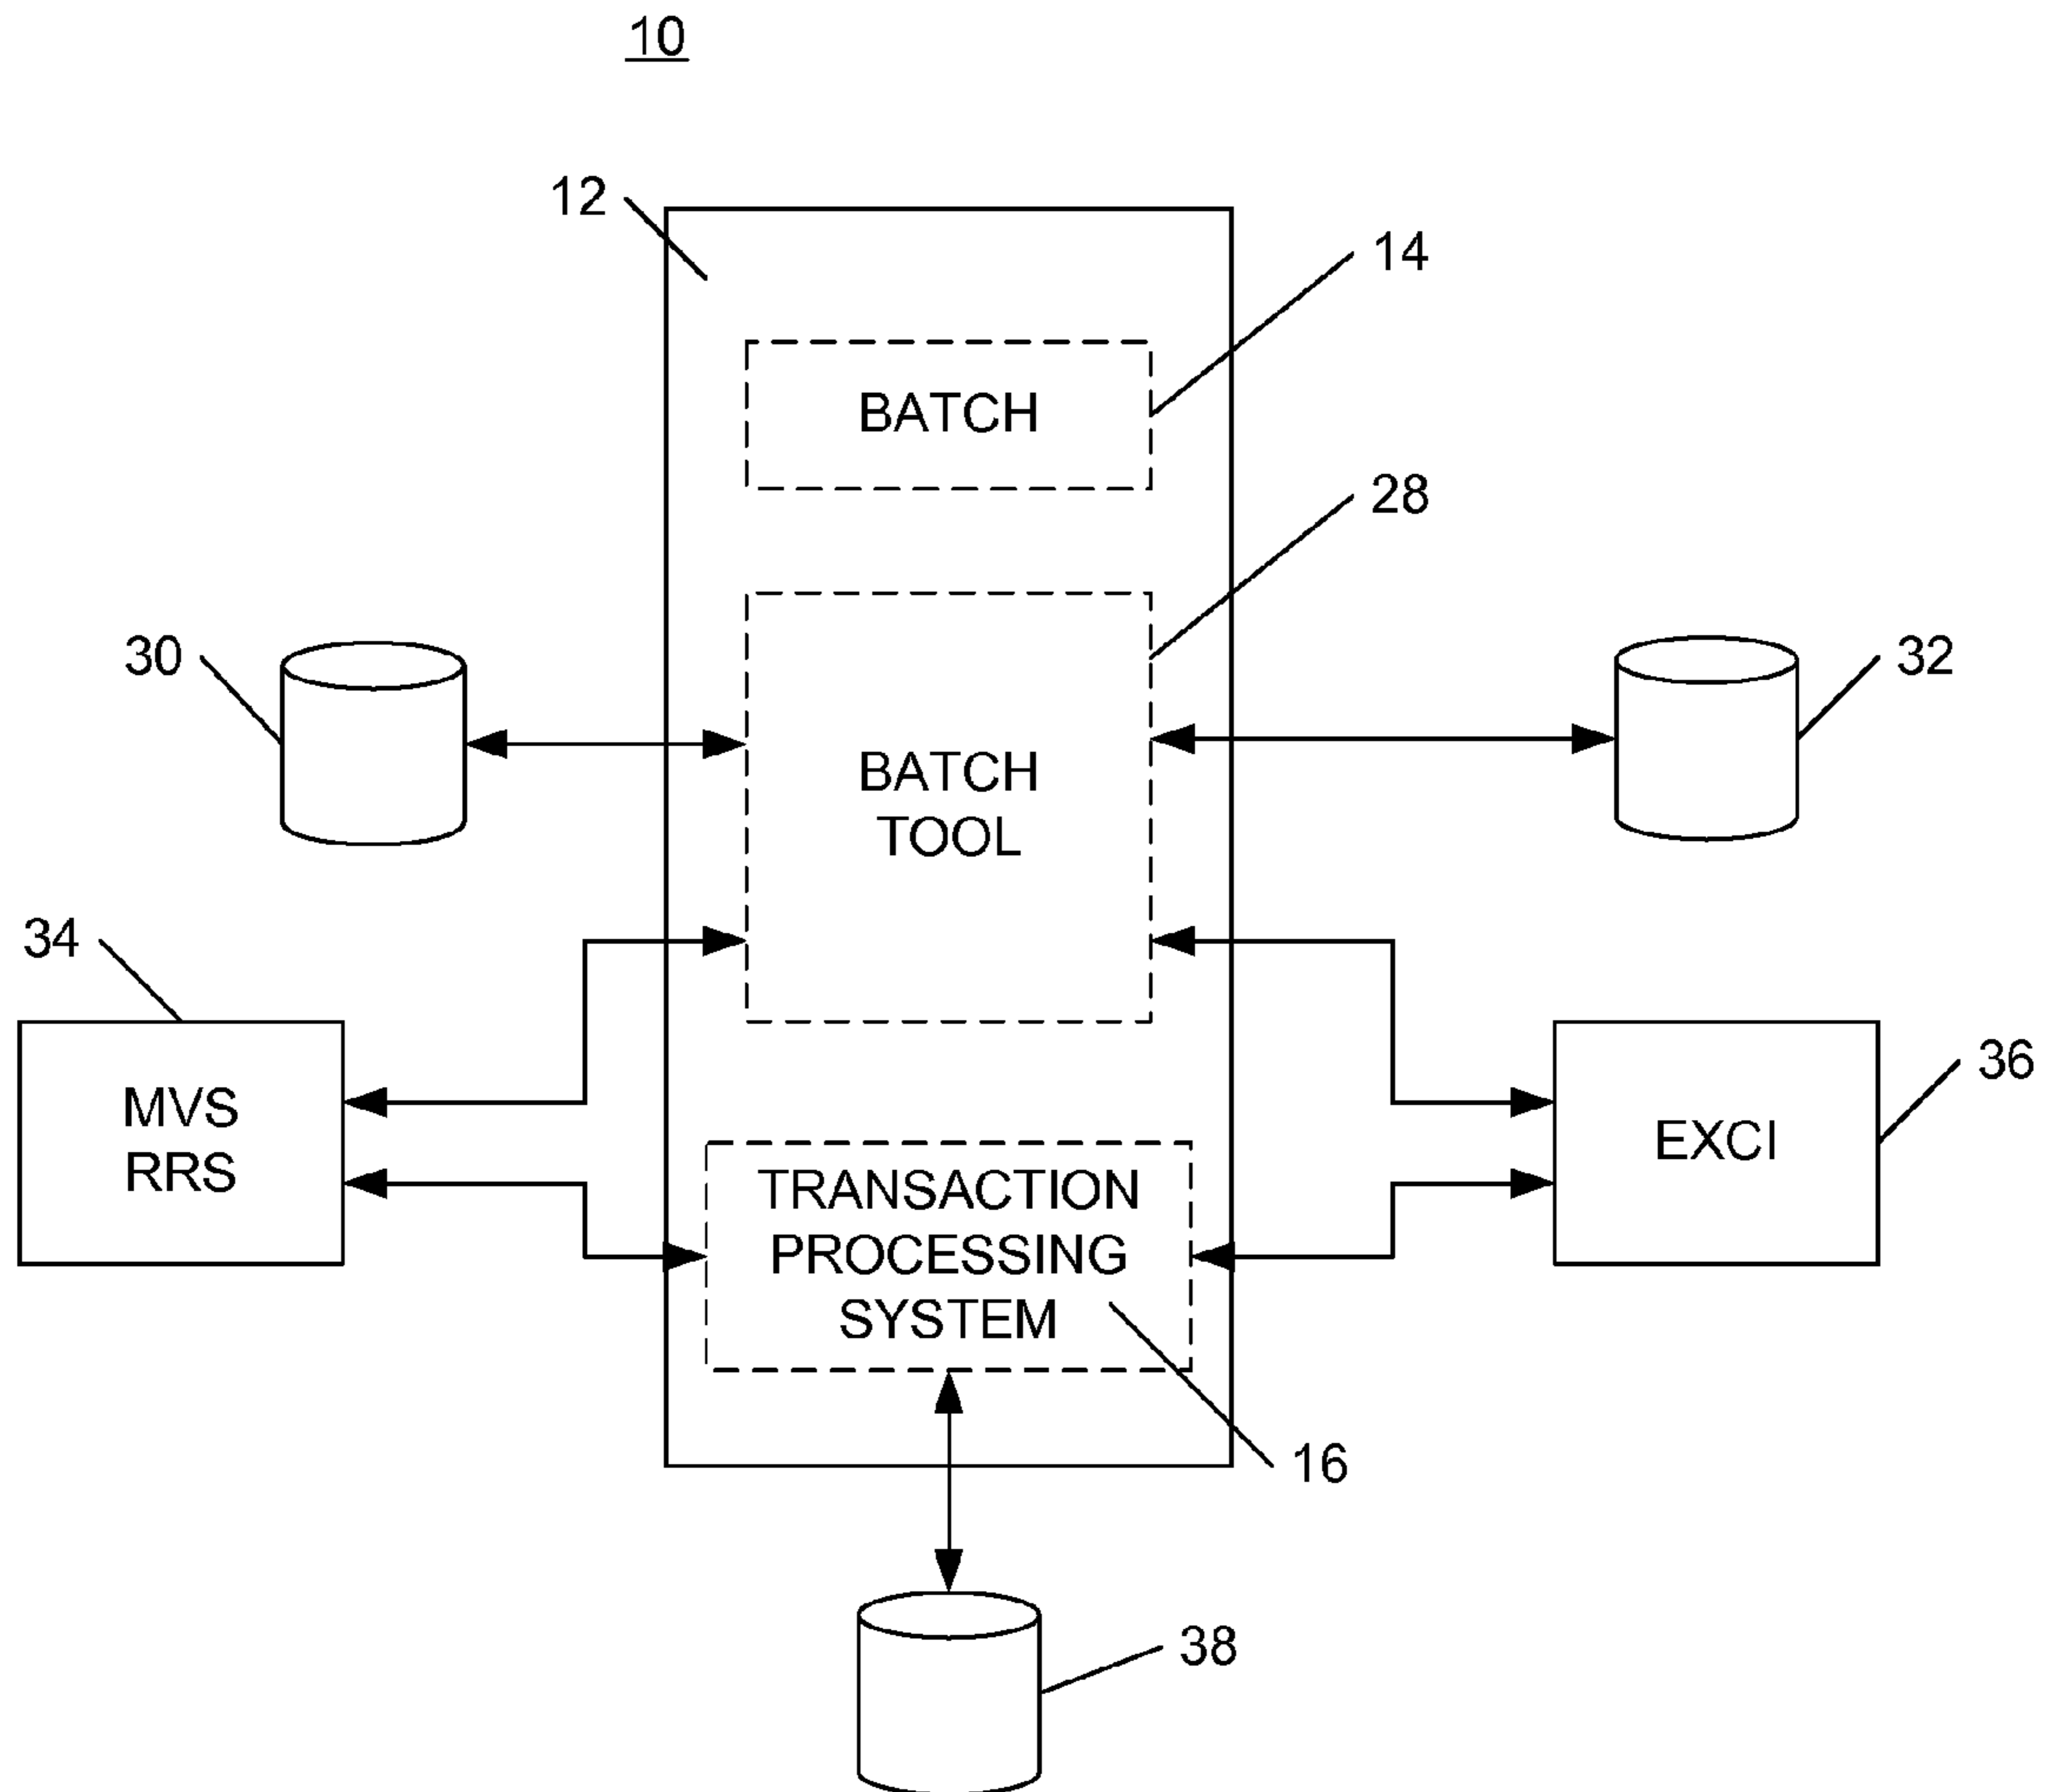 10
12
14
BATCH
28
30
32
BATCH
TOOL
34
36
MVS
RRS
EXCI
TRANSACTION
PROCESSING
SYSTEM
16
38